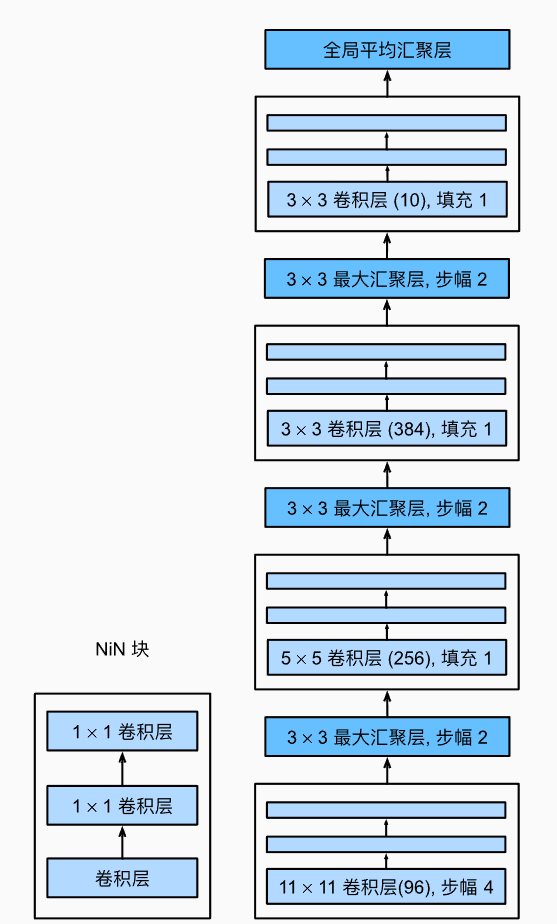 全局平均汇聚层
3 × 3 卷积层 (10), 填充 1
3 × 3 最大汇聚层, 步幅 2
3 × 3 卷积层 (384), 填充 1
3 × 3 最大汇聚层, 步幅 2
5 × 5 卷积层 (256), 填充 1
3 × 3 最大汇聚层, 步幅 2
11 × 11 卷积层(96), 步幅 4
NiN 块
1 × 1 卷积层
1 × 1 卷积层
卷积层